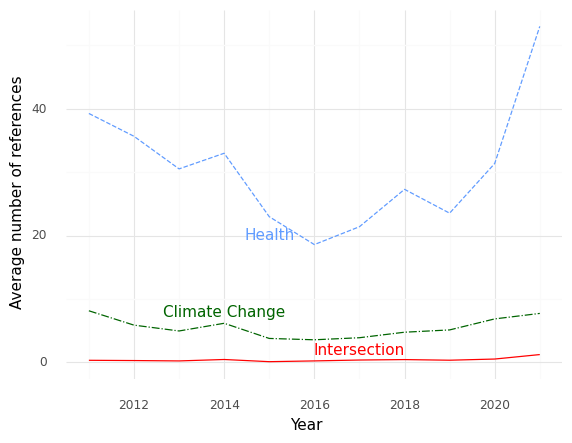 Average number of references
40
20
0
Health
Climate Change
Intersection
2012 2014 2016 2018 2020
Year